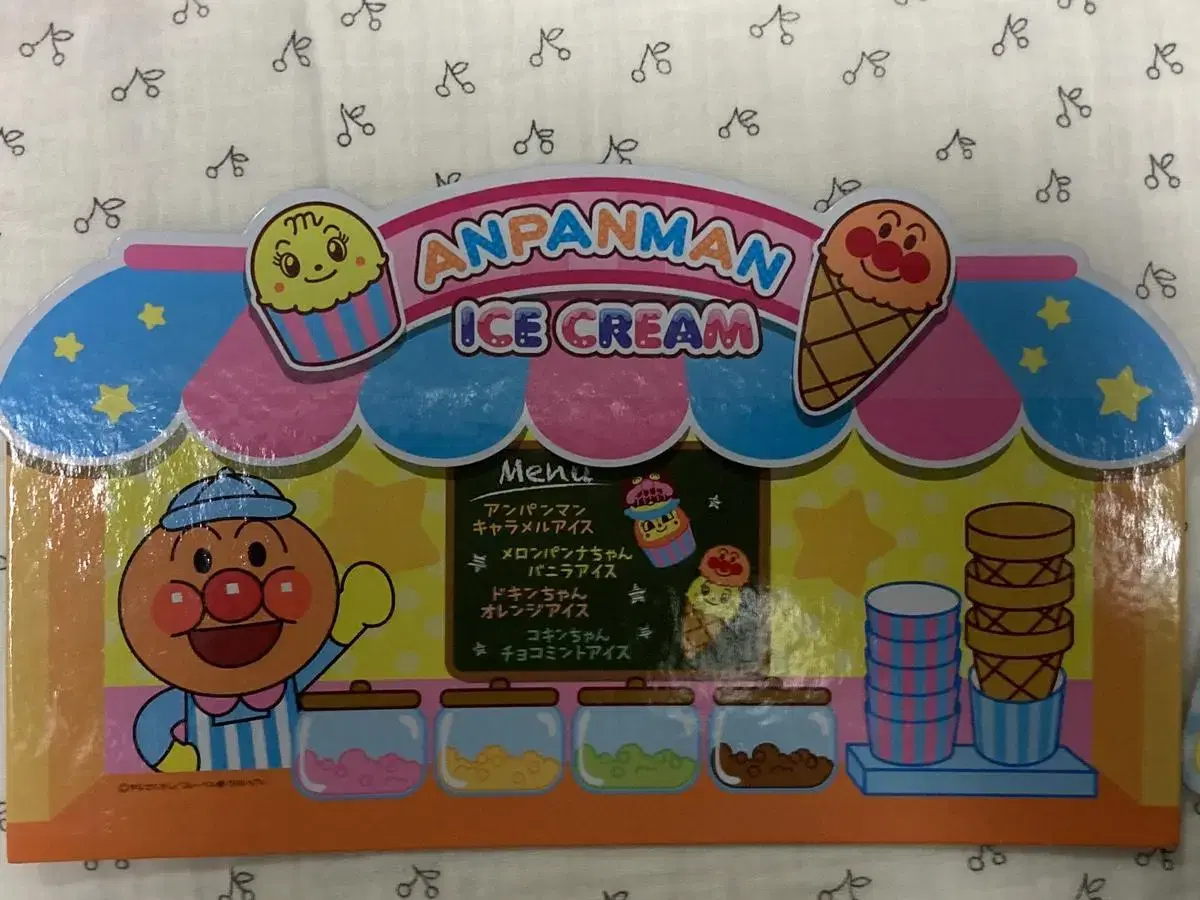 ANPANMAN
ICE CREAM
Menu
アンパンマン
キャラメルアイス
メロンパンナちゃん
バニラアイス
ドキンちゃん
オレンジアイス
コキンちゃん
チョコミントアイス